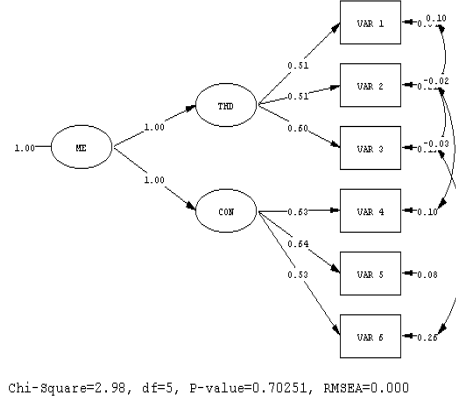 VAR 1
0.10
0.51
VAR 2
-0.02
THD
0.51
1.00
0.60
VAR 3
-0.03
1.00
ME
1.00
VAR 4
0.10
CON
0.63
0.64
VAR 5
0.08
0.53
VAR 6
0.26
Chi-Square=2.98, df=5, P-value=0.70251, RMSEA=0.000